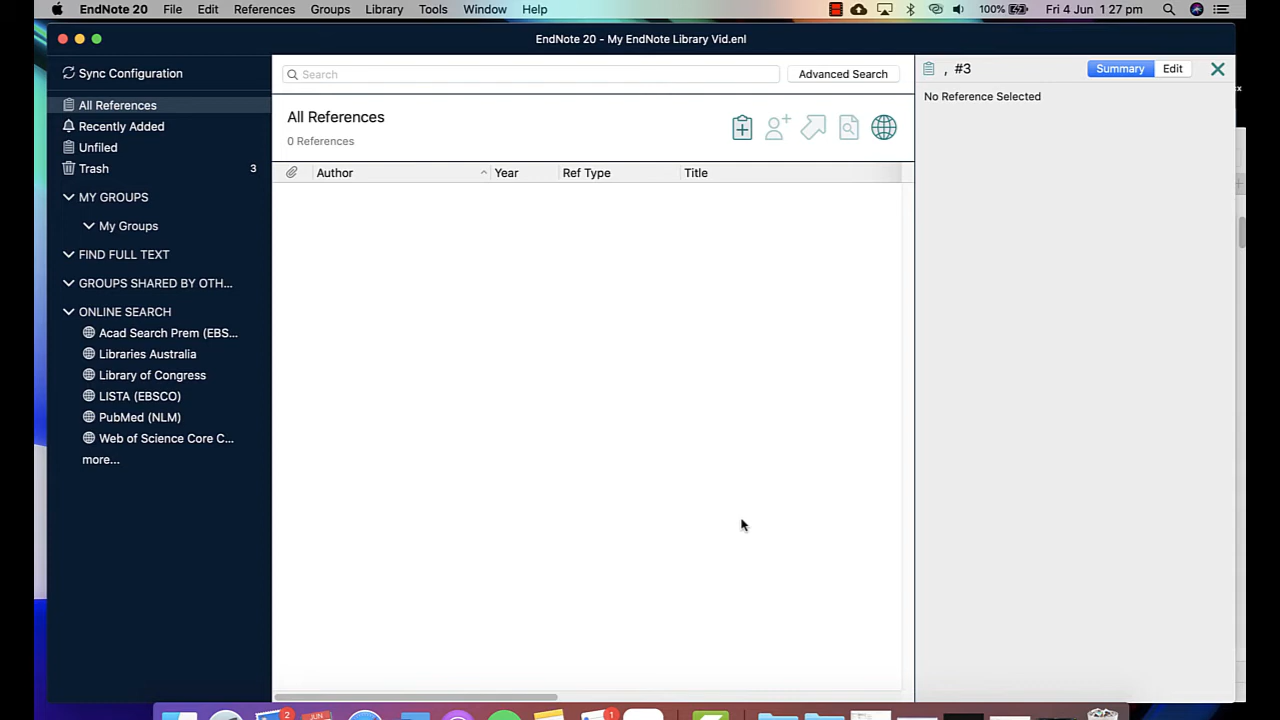 EndNote 20 File Edit References Groups Library Tools Window Help 100% Fri 4 Jun 1:27 pm
EndNote 20 - My EndNote Library Vid.enl
Sync Configuration
All References
Recently Added
Unfiled
Trash 3
MY GROUPS
My Groups
FIND FULL TEXT
GROUPS SHARED BY OTH...
ONLINE SEARCH
Acad Search Prem (EBS...
Libraries Australia
Library of Congress
LISTA (EBSCO)
PubMed (NLM)
Web of Science Core C...
more...
Search Advanced Search
All References
0 References
Author Year Ref Type Title
, #3 Summary Edit
No Reference Selected
2 JUN 1